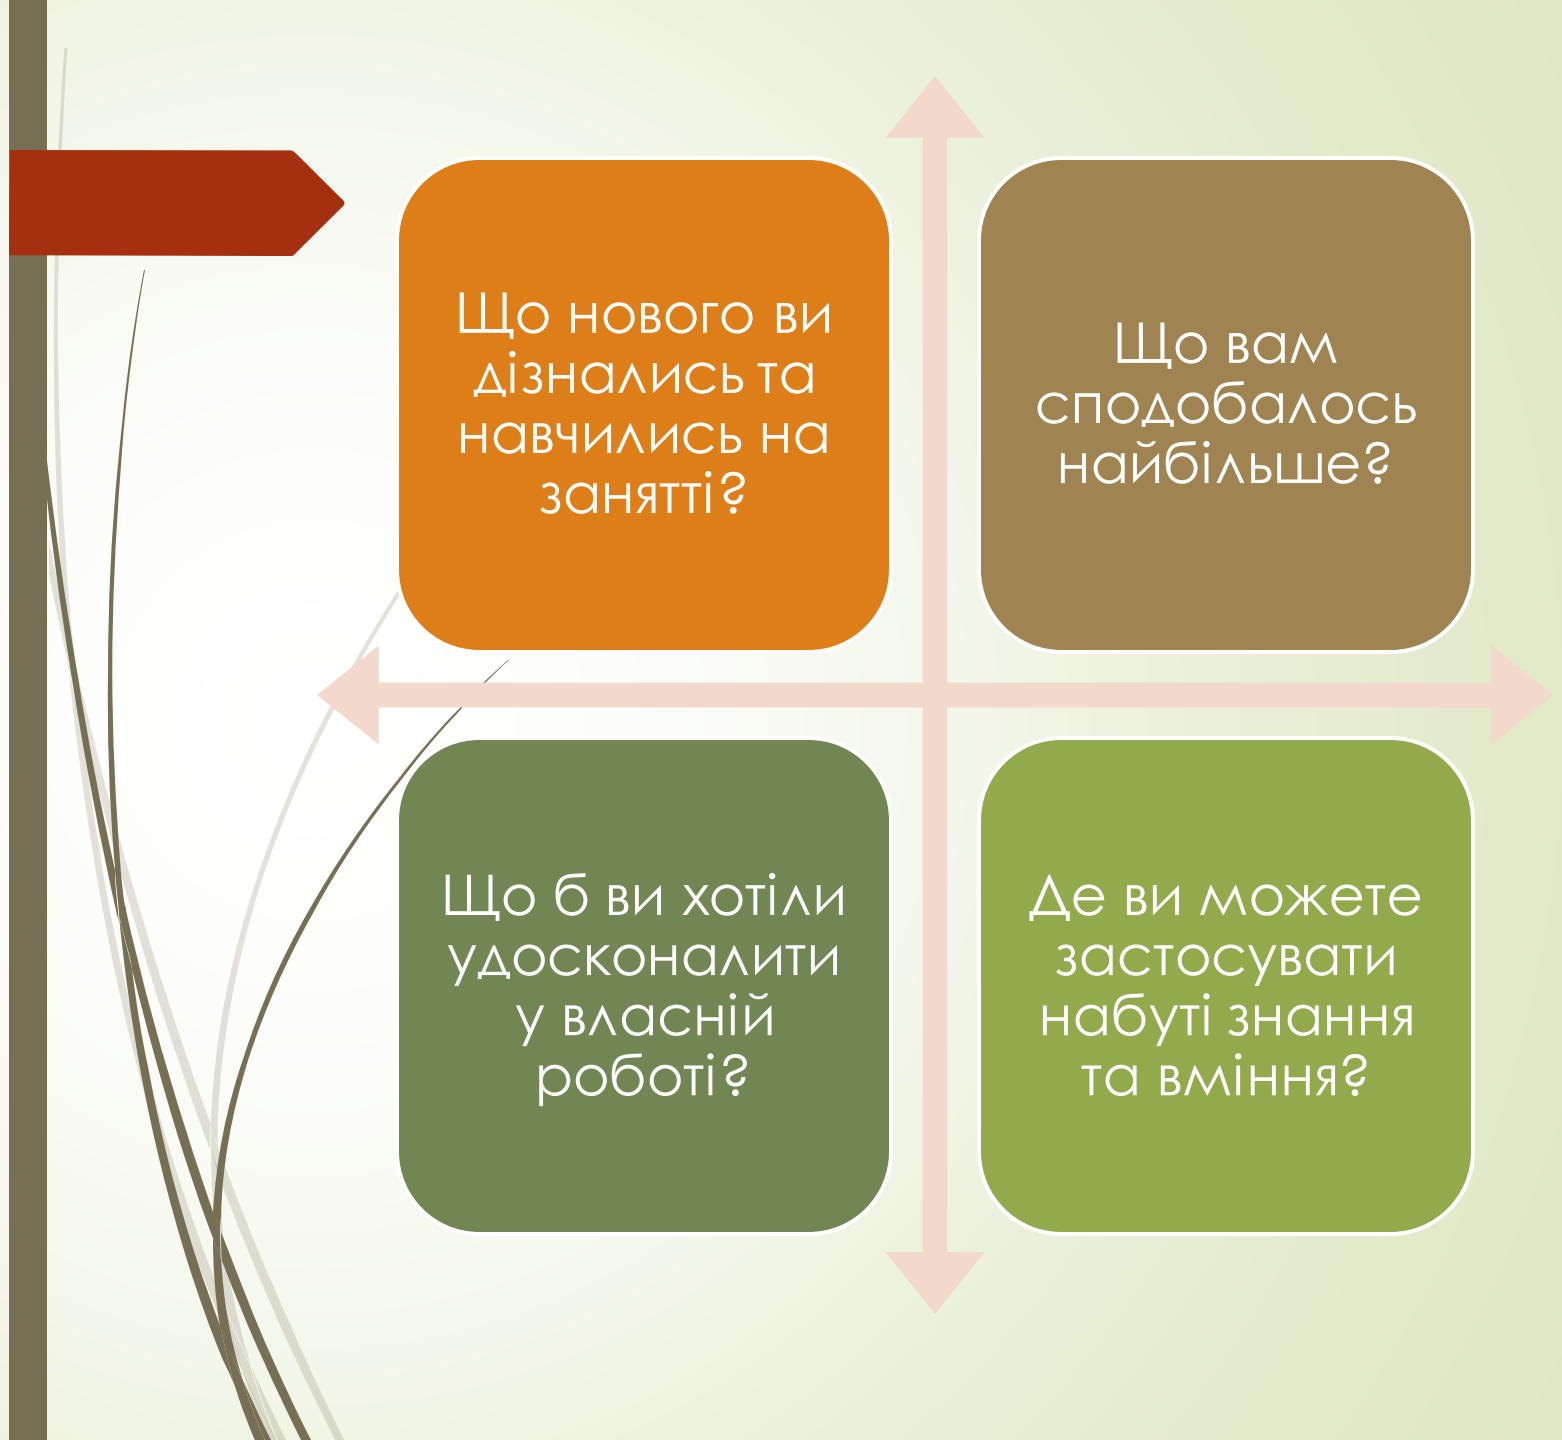 Що нового ви
дізнались та
навчились на
занятті?
Що вам
сподобалось
найбільше?
Що б ви хотіли
удосконалити
у власній
роботі?
Де ви можете
застосувати
набуті знання
та вміння?